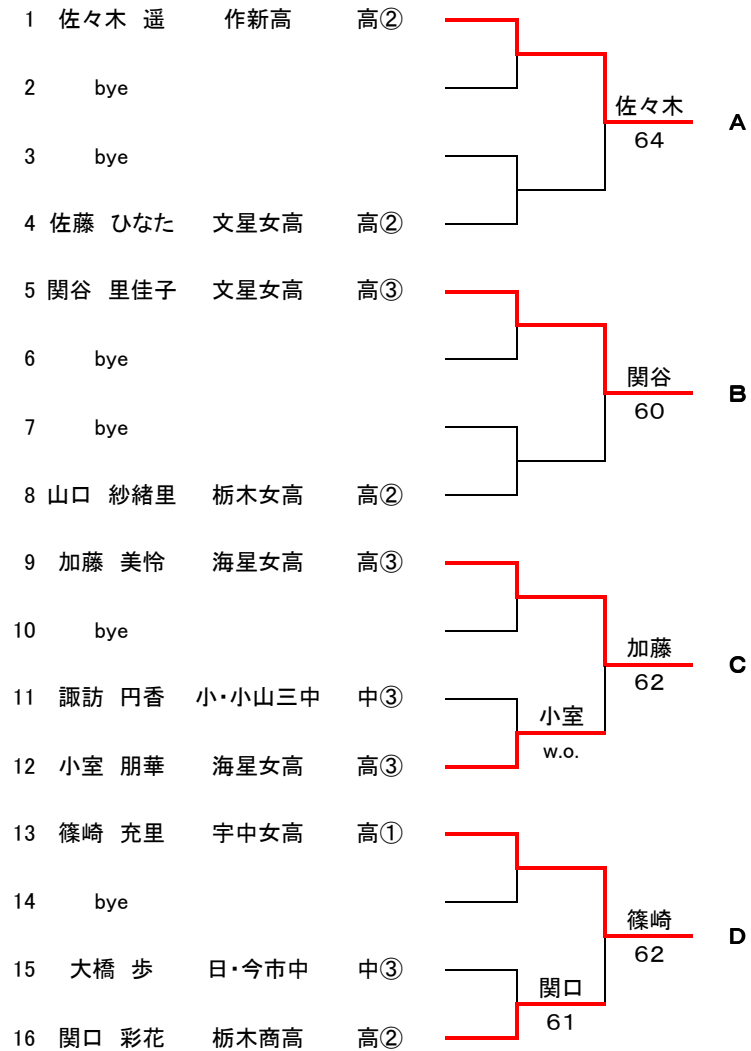 1 佐々木 遥 作新高 高②
2 bye
佐々木 A
64
3 bye
4 佐藤 ひなた 文星女高 高②
5 関谷 里佳子 文星女高 高③
6 bye
関谷 B
60
7 bye
8 山口 紗緒里 栃木女高 高②
9 加藤 美怜 海星女高 高③
10 bye
加藤 C
62
11 諏訪 円香 小・小山三中 中③
小室
w.o.
12 小室 朋華 海星女高 高③
13 篠崎 充里 宇中女高 高①
14 bye
篠崎 D
62
15 大橋 歩 日・今市中 中③
関口
61
16 関口 彩花 栃木商高 高②